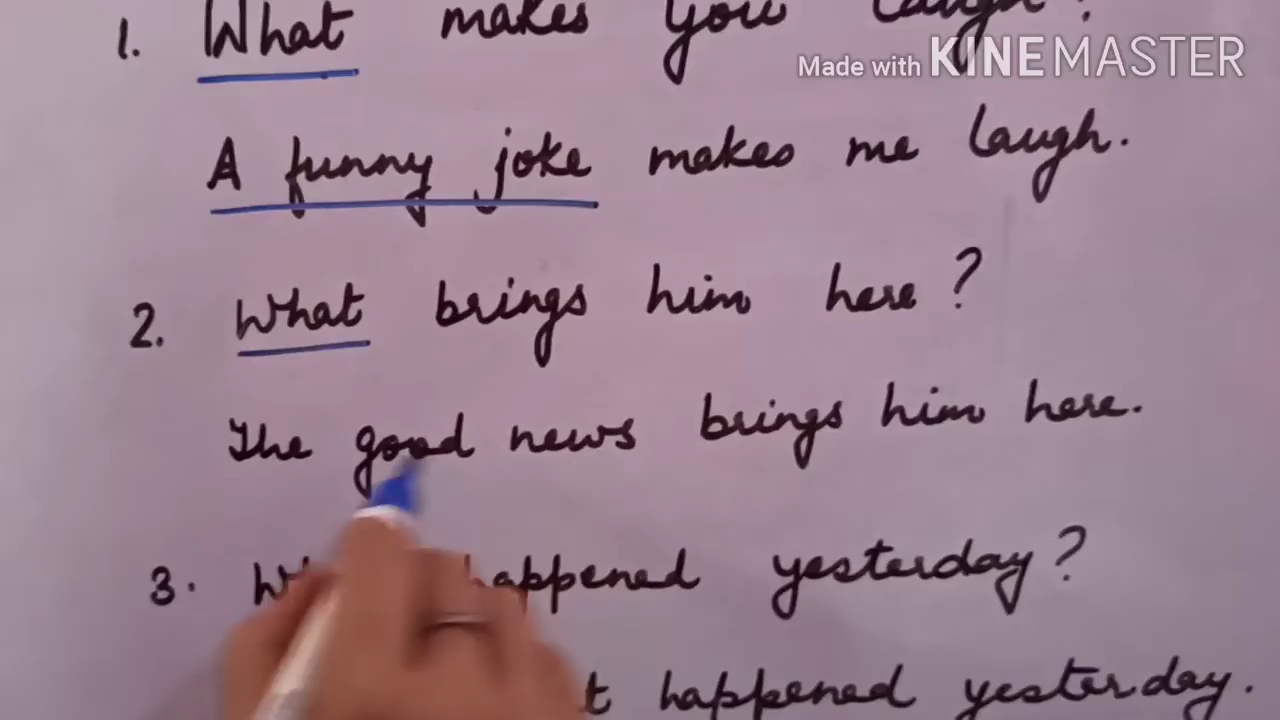 1. What makes you laugh?
Made with KINEMASTER
A funny joke makes me laugh.
2. What brings him here?
The good news brings him here.
3. happened yesterday?
happened yesterday.